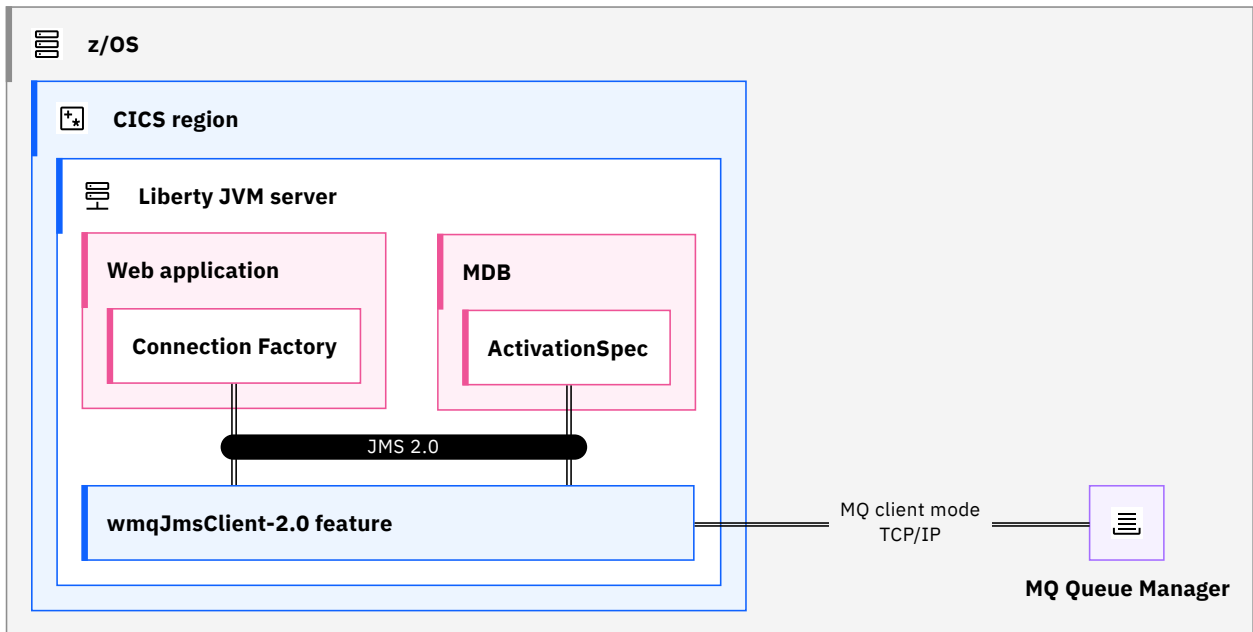 z/OS
CICS region
Liberty JVM server
Web application
Connection Factory
MDB
ActivationSpec
JMS 2.0
wmqJmsClient-2.0 feature
MQ client mode
TCP/IP
MQ Queue Manager